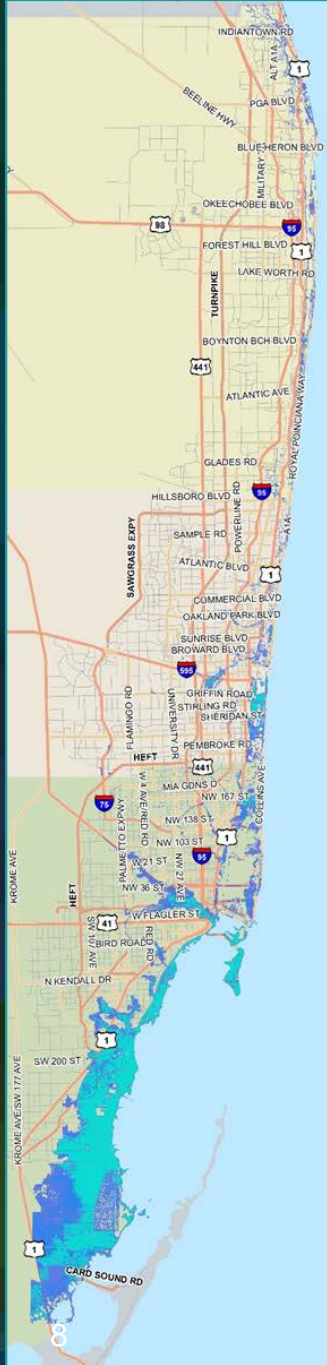 INDIANTOWN RD
ALT A1A
1
BEELINE HWY
PGA BLVD
BLUE HERON BLVD
MILITARY
OKEECHOBEE BLVD
98
95
FOREST HILL BLVD
1
LAKE WORTH RD
TURNPIKE
BOYNTON BCH BLVD
441
ATLANTIC AVE
ROYAL POINCIANA WAY
GLADES RD
HILLSBORO BLVD
95
POWERLINE RD
A1A
SAWGRASS EXPY
SAMPLE RD
ATLANTIC BLVD
1
COMMERCIAL BLVD
OAKLAND PARK BLVD
SUNRISE BLVD
BROWARD BLVD
595
FLAMINGO RD
UNIVERSITY DR
GRIFFIN ROAD
STIRLING RD
SHERIDAN ST
PEMBROKE RD
HEFT
441
COLLINS AVE
MIA GDNS D
75
PALMETTO EXPWY
W 4 AVE/RED RD
NW 167 ST
NW 138 ST
1
NW 103 ST
W 21 ST
95
NW 27 AVE
NW 36 ST
KROME AVE
HEFT
W FLAGLER ST
41
SW 107 AVE
BIRD ROAD
RED RD
N KENDALL DR
1
SW 200 ST
KROME AVE/SW 177 AVE
1
CARD SOUND RD
8